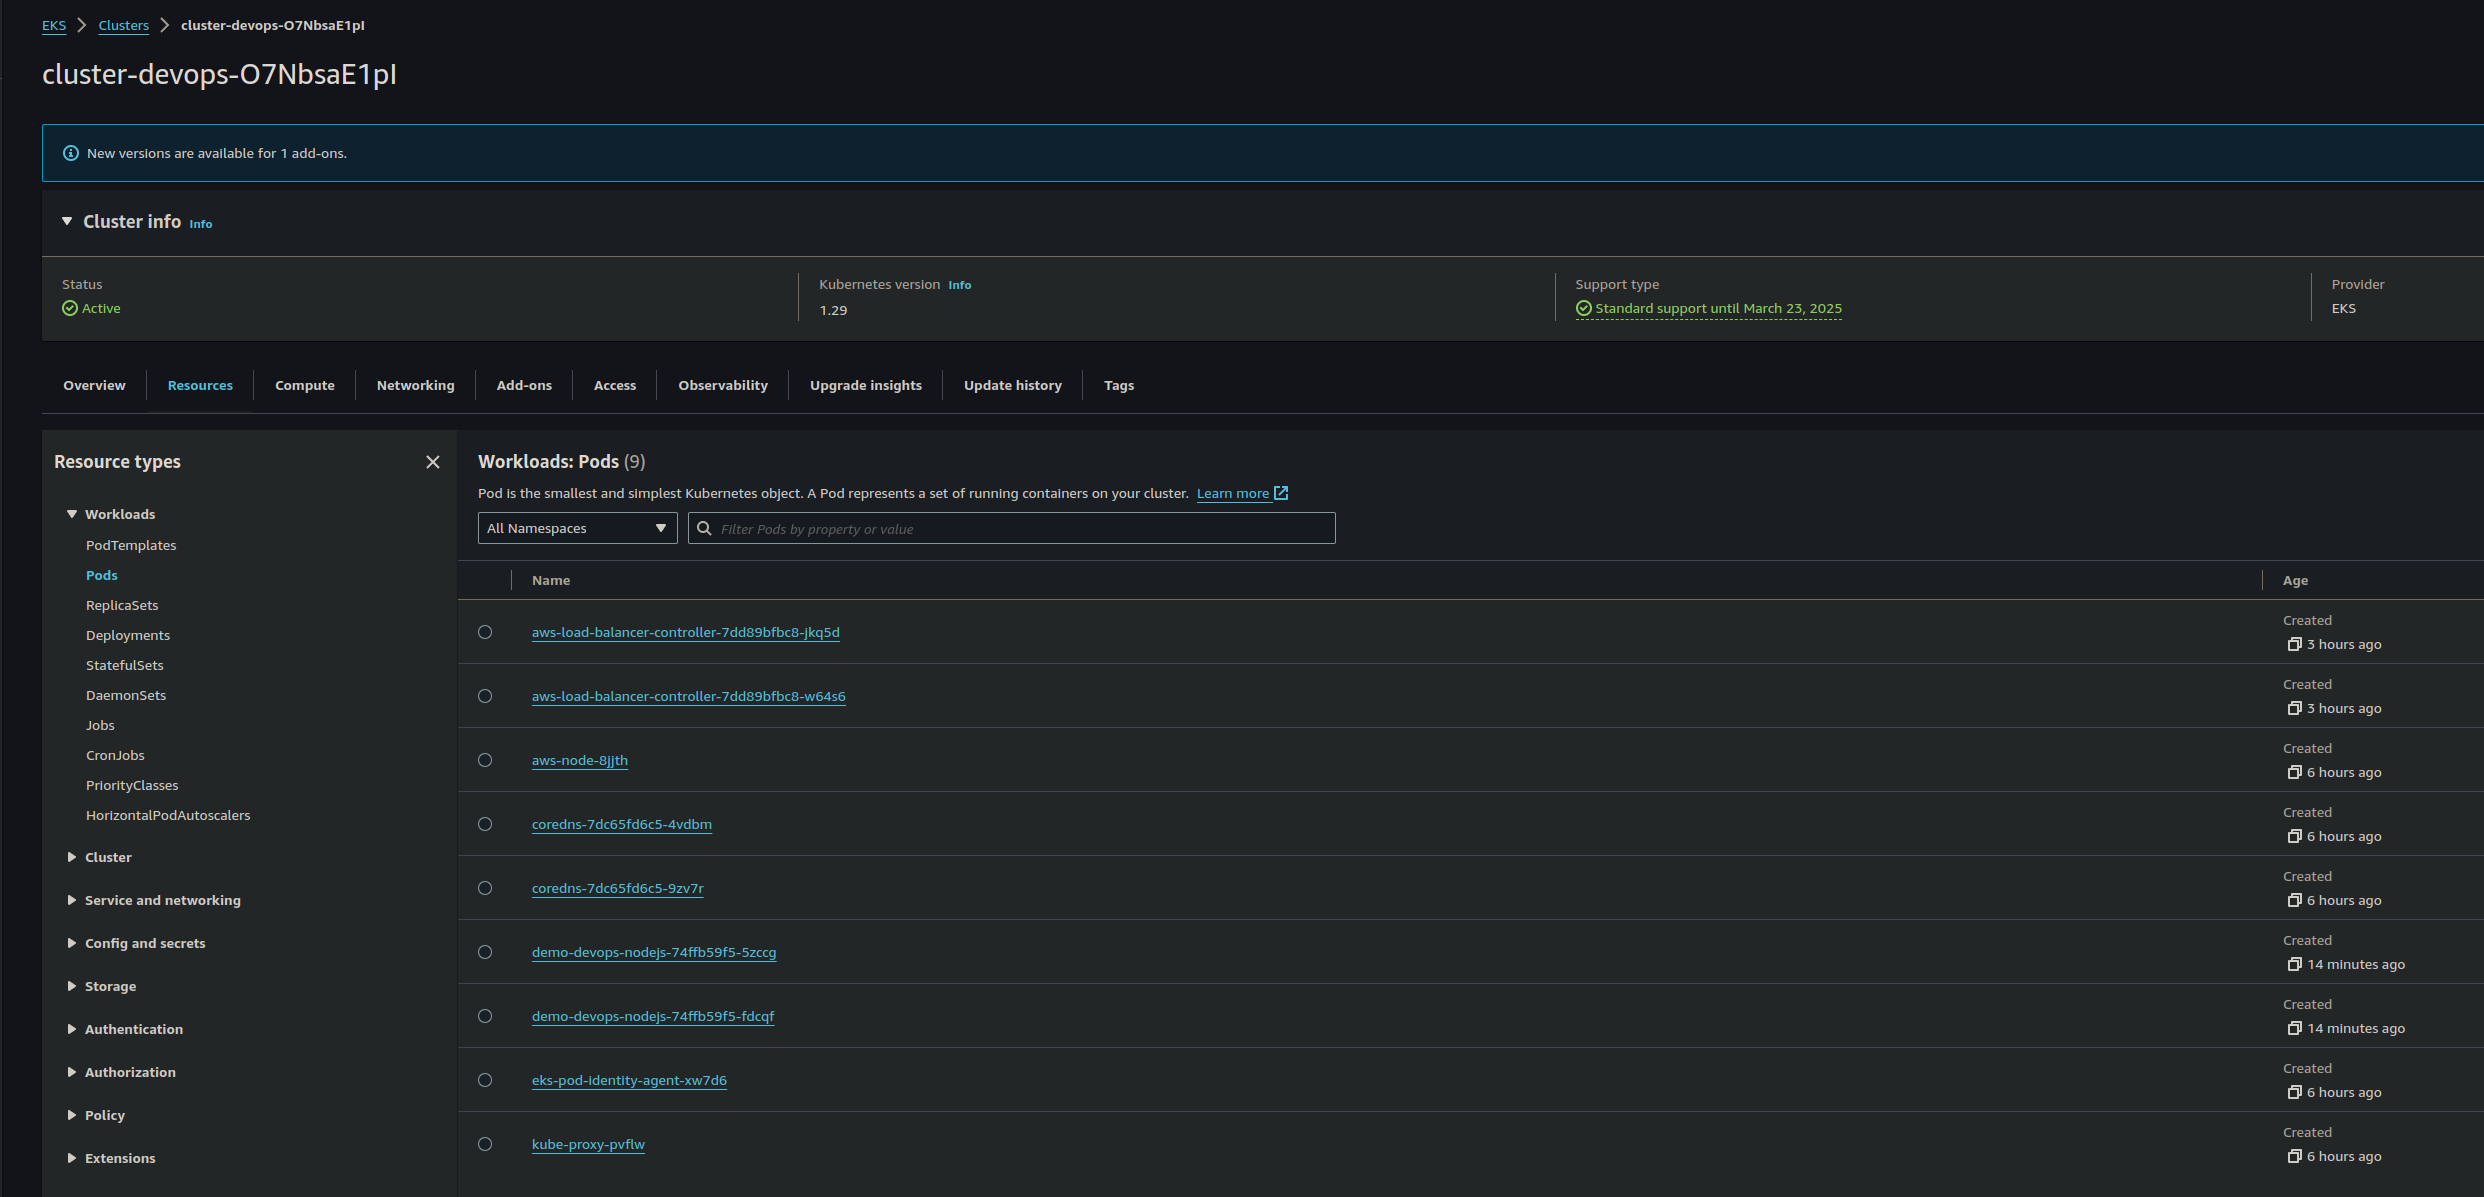 EKS > Clusters > cluster-devops-O7NbsaE1pI
cluster-devops-O7NbsaE1pI
New versions are available for 1 add-ons.
Cluster info Info
Status
Active
Kubernetes version Info
1.29
Support type
Standard support until March 23, 2025
Provider
EKS
Overview
Resources
Compute
Networking
Add-ons
Access
Observability
Upgrade insights
Update history
Tags
Resource types
Workloads
PodTemplates
Pods
ReplicaSets
Deployments
StatefulSets
DaemonSets
Jobs
CronJobs
PriorityClasses
HorizontalPodAutoscalers
Cluster
Service and networking
Config and secrets
Storage
Authentication
Authorization
Policy
Extensions
Workloads: Pods (9)
Pod is the smallest and simplest Kubernetes object. A Pod represents a set of running containers on your cluster. Learn more
All Namespaces
Filter Pods by property or value
Name
Age
aws-load-balancer-controller-7dd89bfbc8-jkq5d
Created
3 hours ago
aws-load-balancer-controller-7dd89bfbc8-w64s6
Created
3 hours ago
aws-node-8jjth
Created
6 hours ago
coredns-7dc65fd6c5-4vdbm
Created
6 hours ago
coredns-7dc65fd6c5-9zv7r
Created
6 hours ago
demo-devops-nodejs-74ffb59f5-5zccg
Created
14 minutes ago
demo-devops-nodejs-74ffb59f5-fdcqf
Created
14 minutes ago
eks-pod-identity-agent-xw7d6
Created
6 hours ago
kube-proxy-pvflw
Created
6 hours ago